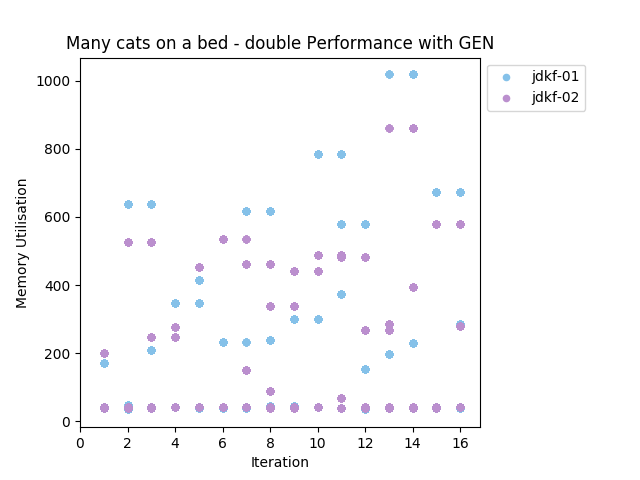 Many cats on a bed - double Performance with GEN
jdkf-01
jdkf-02
1000
800
600
400
200
0
Memory Utilisation
0 2 4 6 8 10 12 14 16
Iteration